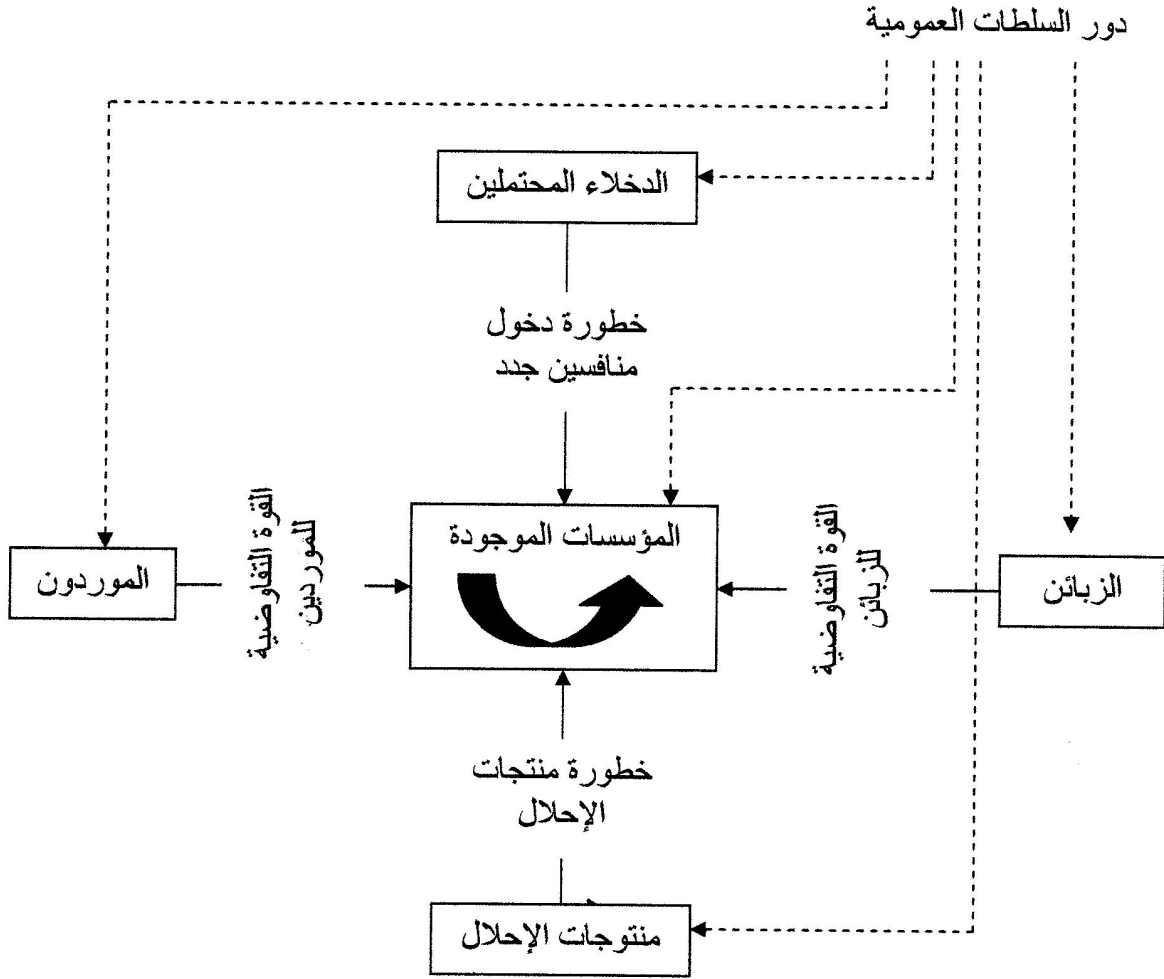 دور السلطات العمومية
الدخلاء المحتملين
خطورة دخول
منافسين جدد
المؤسسات الموجودة
القوة التفاوضية
للزبائن
الزبائن
القوة التفاوضية
للموردين
الموردون
خطورة منتجات
الإحلال
منتوجات الإحلال